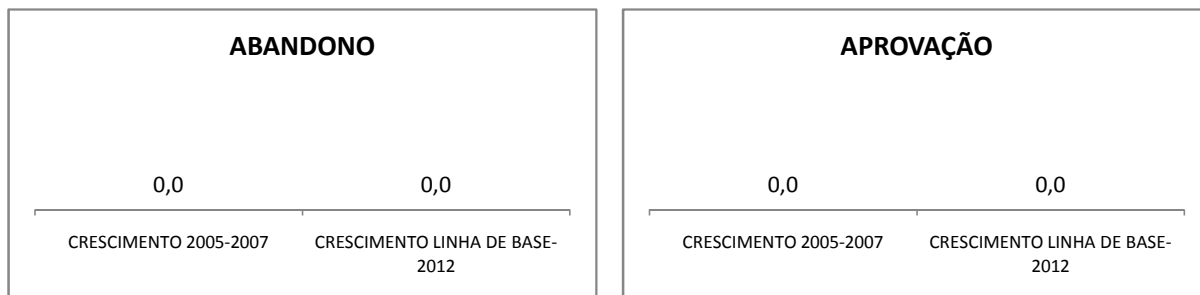 ABANDONO
0,0
0,0
CRESCIMENTO 2005-2007
CRESCIMENTO LINHA DE BASE-
2012
APROVAÇÃO
0,0
0,0
CRESCIMENTO 2005-2007
CRESCIMENTO LINHA DE BASE-
2012